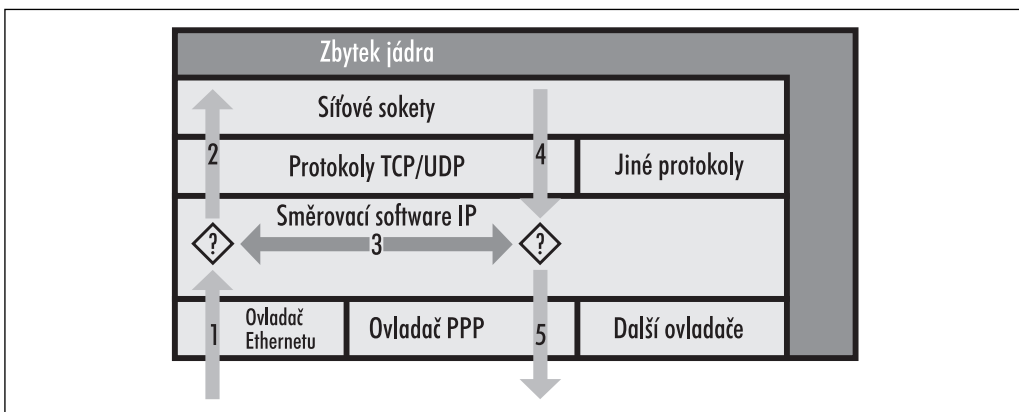 Zbytek jádra
Síťové sokety
2
Protokoly TCP/UDP
4
Jiné protokoly
Směrovací software IP
?
3
?
1
Ovladač
Ethernetu
Ovladač PPP
5
Další ovladače